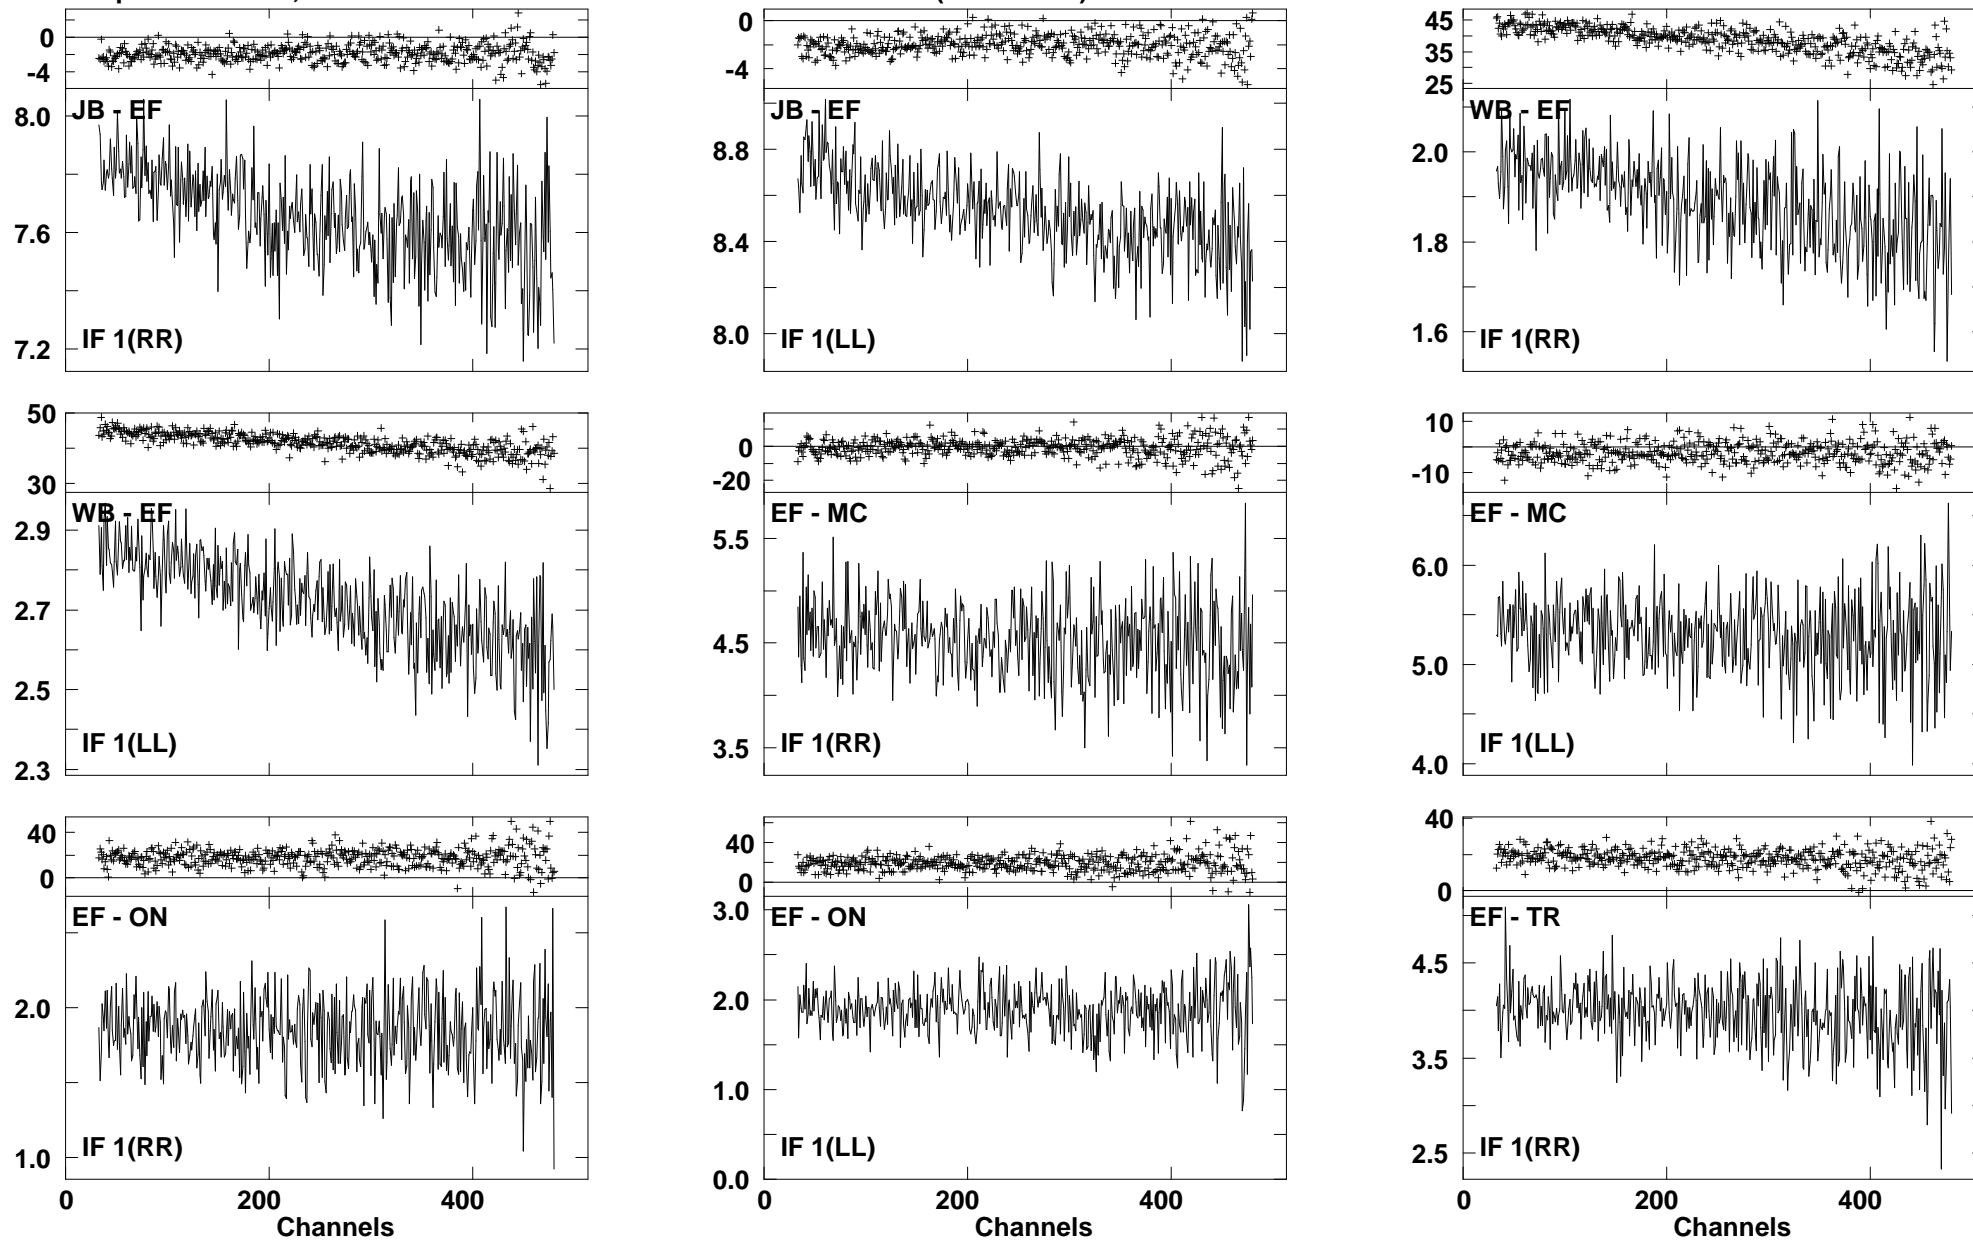 0
-4
JB - EF
8.0
7.6
7.2
IF 1(RR)
0
-4
JB - EF
8.8
8.4
8.0
IF 1(LL)
45
35
25
WB - EF
2.0
1.8
1.6
IF 1(RR)
50
30
WB - EF
2.9
2.7
2.5
2.3
IF 1(LL)
0
-20
EF - MC
5.5
4.5
3.5
IF 1(RR)
10
-10
EF - MC
6.0
5.0
4.0
IF 1(LL)
40
0
EF - ON
2.0
1.0
IF 1(RR)
0 200 400
Channels
40
0
EF - ON
3.0
2.0
1.0
0.0
IF 1(LL)
0 200 400
Channels
40
0
EF - TR
4.5
3.5
2.5
IF 1(RR)
0 200 400
Channels